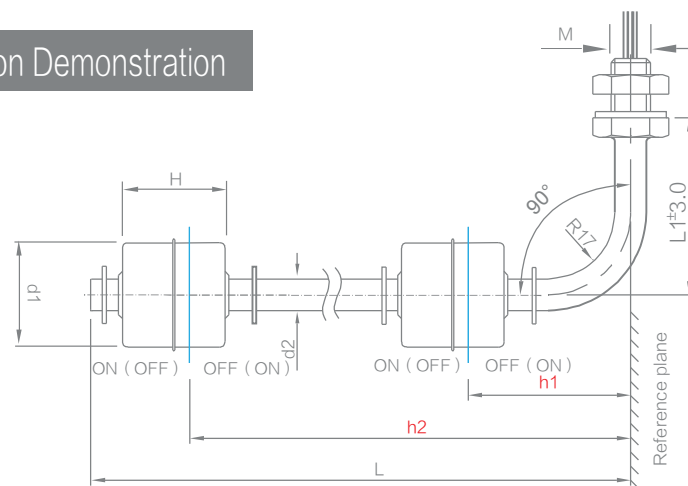 on Demonstration
M
H
90°
R17
L1±3.0
d1
d2
ON ( OFF ) OFF ( ON )
ON ( OFF ) OFF ( ON )
h1
h2
L
Reference plane